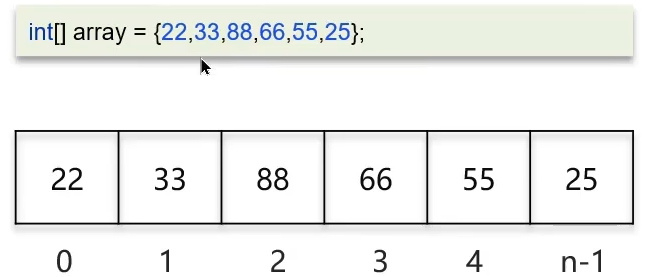 int[] array = {22,33,88,66,55,25};
22 33 88 66 55 25
0 1 2 3 4 n-1